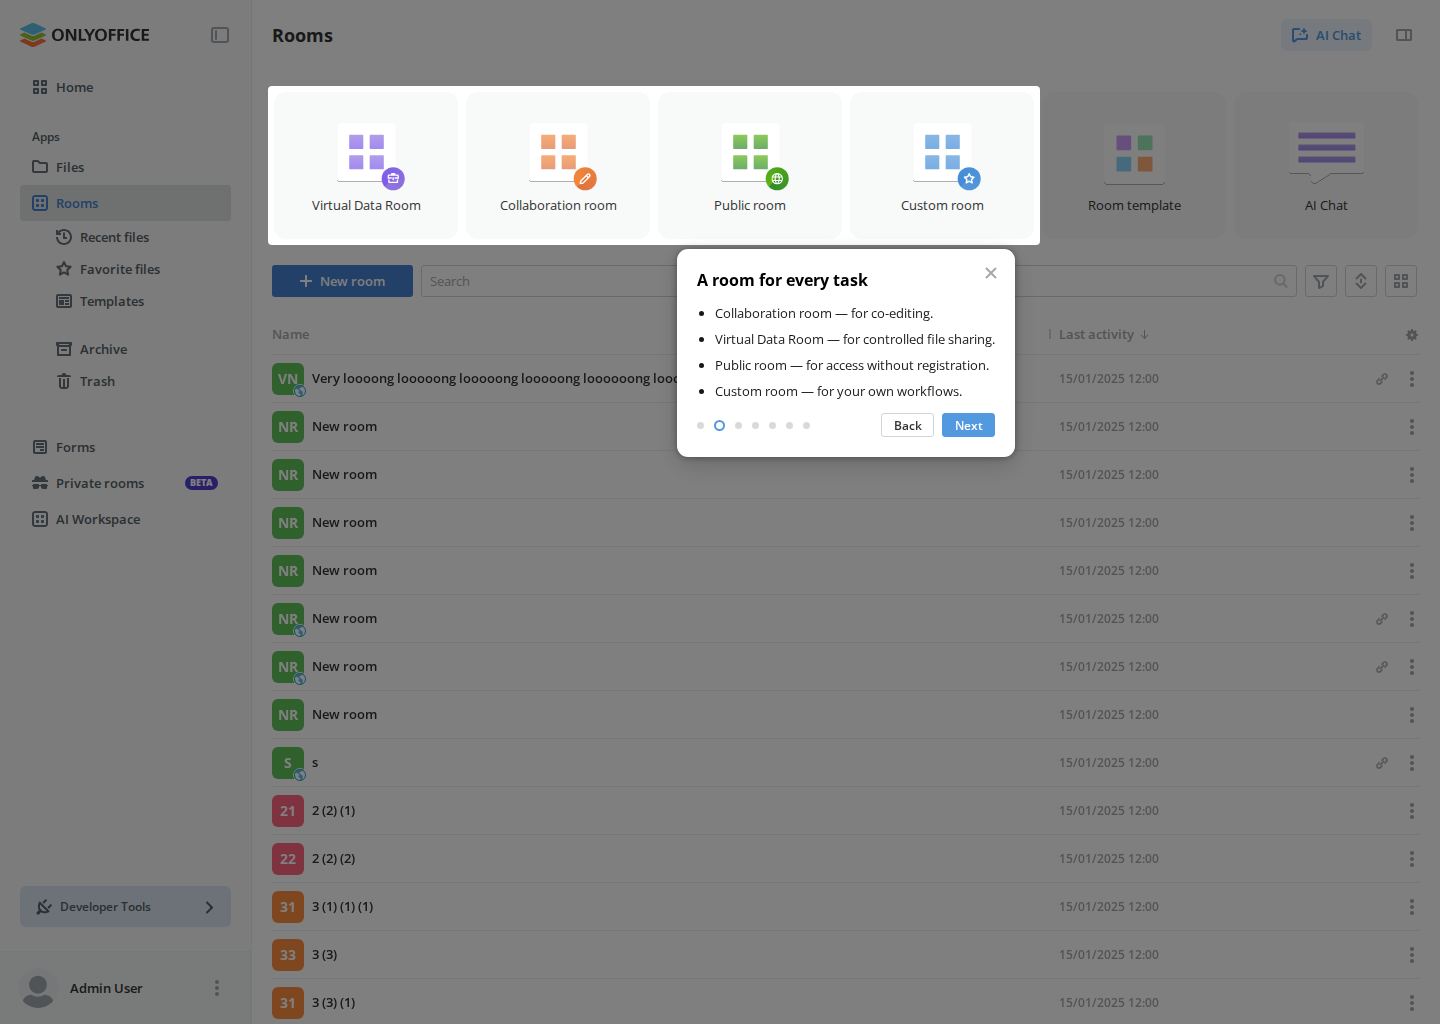 ONLYOFFICE
Rooms
AI Chat
Home
Apps
Files
Rooms
Recent files
Favorite files
Templates
Archive
Trash
Forms
Private rooms BETA
AI Workspace
Developer Tools
Admin User
Virtual Data Room
Collaboration room
Public room
Custom room
Room template
AI Chat
New room
Search
A room for every task
Collaboration room — for co-editing.
Virtual Data Room — for controlled file sharing.
Public room — for access without registration.
Custom room — for your own workflows.
Back
Next
Name Last activity
VN Very loooong looooong looooong looooong loooooong 15/01/2025 12:00
NR New room 15/01/2025 12:00
NR New room 15/01/2025 12:00
NR New room 15/01/2025 12:00
NR New room 15/01/2025 12:00
NR New room 15/01/2025 12:00
NR New room 15/01/2025 12:00
NR New room 15/01/2025 12:00
S s 15/01/2025 12:00
21 2 (2) (1) 15/01/2025 12:00
22 2 (2) (2) 15/01/2025 12:00
31 3 (1) (1) (1) 15/01/2025 12:00
33 3 (3) 15/01/2025 12:00
31 3 (3) (1) 15/01/2025 12:00